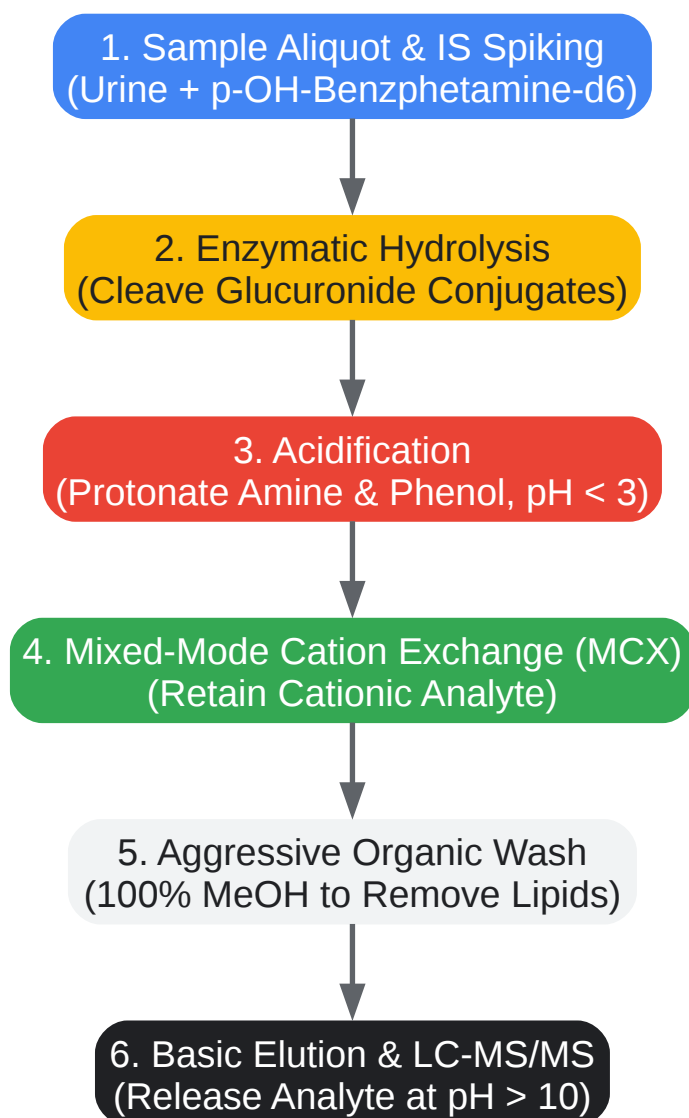 1. Sample Aliquot & IS Spiking
(Urine + p-OH-Benzphetamine-d6)
2. Enzymatic Hydrolysis
(Cleave Glucuronide Conjugates)
3. Acidification
(Protonate Amine & Phenol, pH < 3)
4. Mixed-Mode Cation Exchange (MCX)
(Retain Cationic Analyte)
5. Aggressive Organic Wash
(100% MeOH to Remove Lipids)
6. Basic Elution & LC-MS/MS
(Release Analyte at pH > 10)